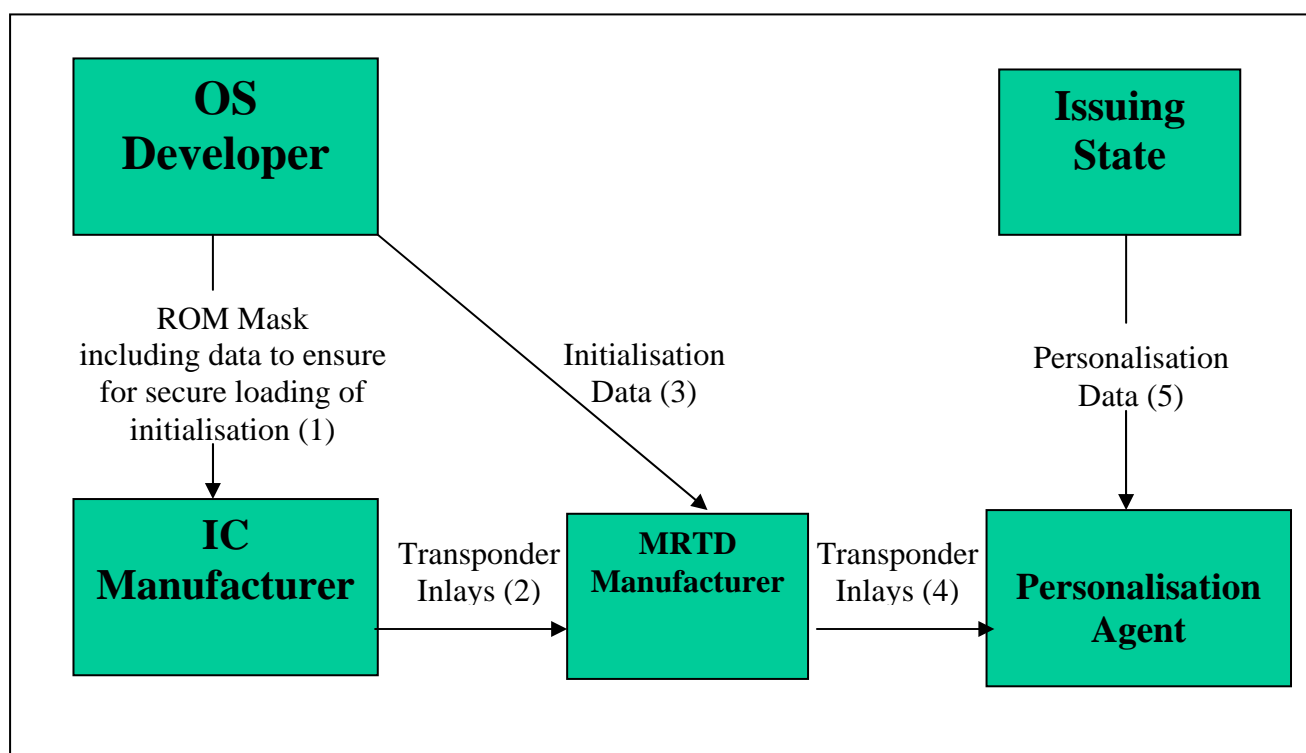 OS
Developer
Issuing
State
ROM Mask
including data to ensure
for secure loading of
initialisation (1)
Initialisation
Data (3)
Personalisation
Data (5)
IC
Manufacturer
Transponder
Inlays (2)
MRTD
Manufacturer
Transponder
Inlays (4)
Personalisation
Agent